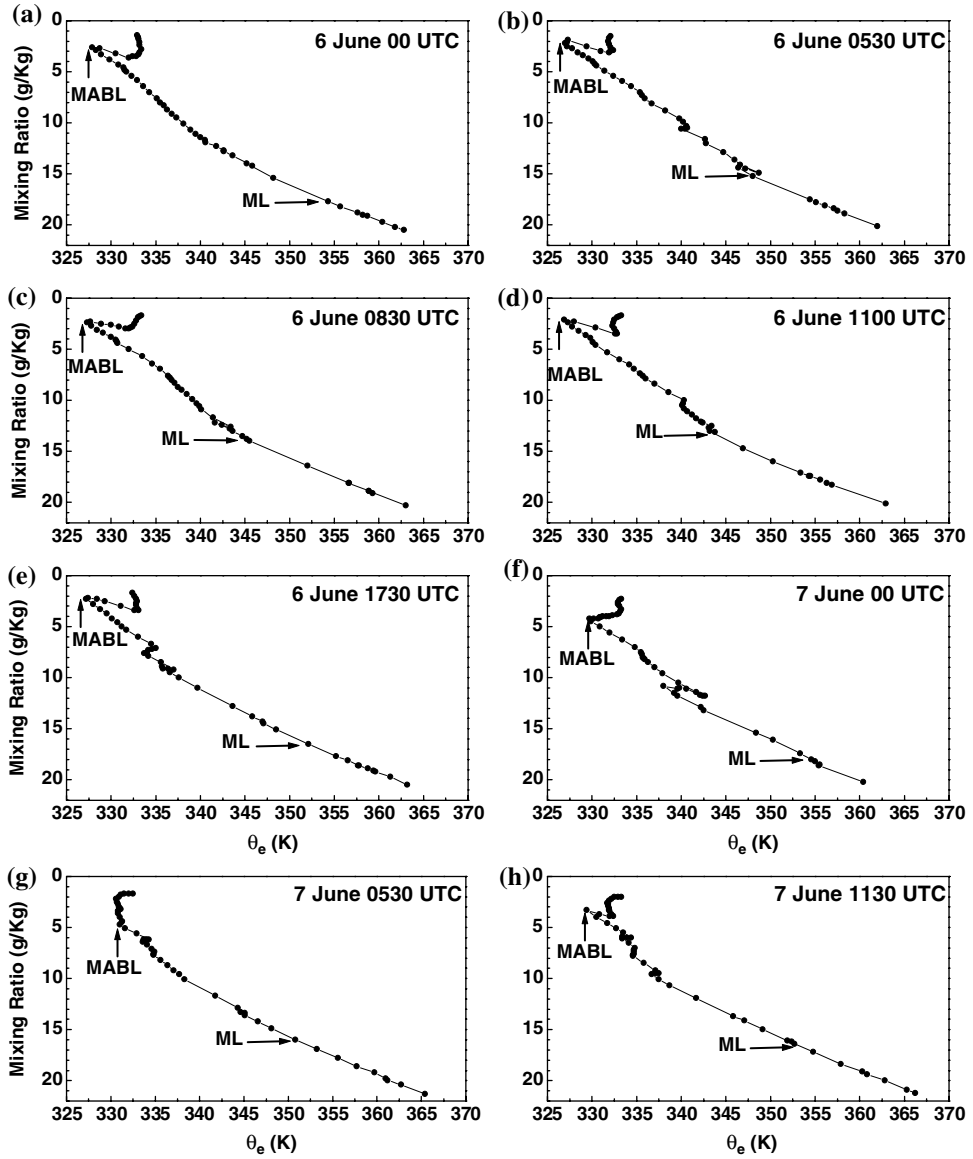 (a)
6 June 00 UTC
MABL
ML
Mixing Ratio (g/Kg)
0
5
10
15
20
325 330 335 340 345 350 355 360 365 370
(b)
6 June 0530 UTC
MABL
ML
0
5
10
15
20
325 330 335 340 345 350 355 360 365 370
(c)
6 June 0830 UTC
MABL
ML
Mixing Ratio (g/Kg)
0
5
10
15
20
325 330 335 340 345 350 355 360 365 370
(d)
6 June 1100 UTC
MABL
ML
0
5
10
15
20
325 330 335 340 345 350 355 360 365 370
(e)
6 June 1730 UTC
MABL
ML
Mixing Ratio (g/Kg)
0
5
10
15
20
325 330 335 340 345 350 355 360 365 370
θe (K)
(f)
7 June 00 UTC
MABL
ML
0
5
10
15
20
325 330 335 340 345 350 355 360 365 370
θe (K)
(g)
7 June 0530 UTC
MABL
ML
Mixing Ratio (g/Kg)
0
5
10
15
20
325 330 335 340 345 350 355 360 365 370
θe (K)
(h)
7 June 1130 UTC
MABL
ML
0
5
10
15
20
325 330 335 340 345 350 355 360 365 370
θe (K)